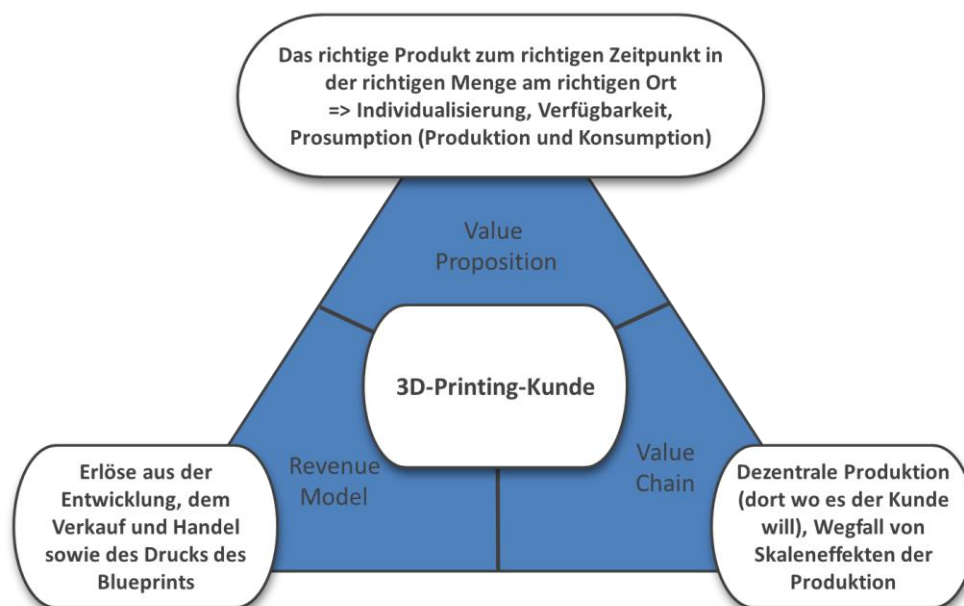 Das richtige Produkt zum richtigen Zeitpunkt in
der richtigen Menge am richtigen Ort
=> Individualisierung, Verfügbarkeit,
Prosumption (Produktion und Konsumption)
Value
Proposition
3D-Printing-Kunde
Revenue
Model
Value
Chain
Erlöse aus der
Entwicklung, dem
Verkauf und Handel
sowie des Drucks des
Blueprints
Dezentrale Produktion
(dort wo es der Kunde
will), Wegfall von
Skaleneffekten der
Produktion